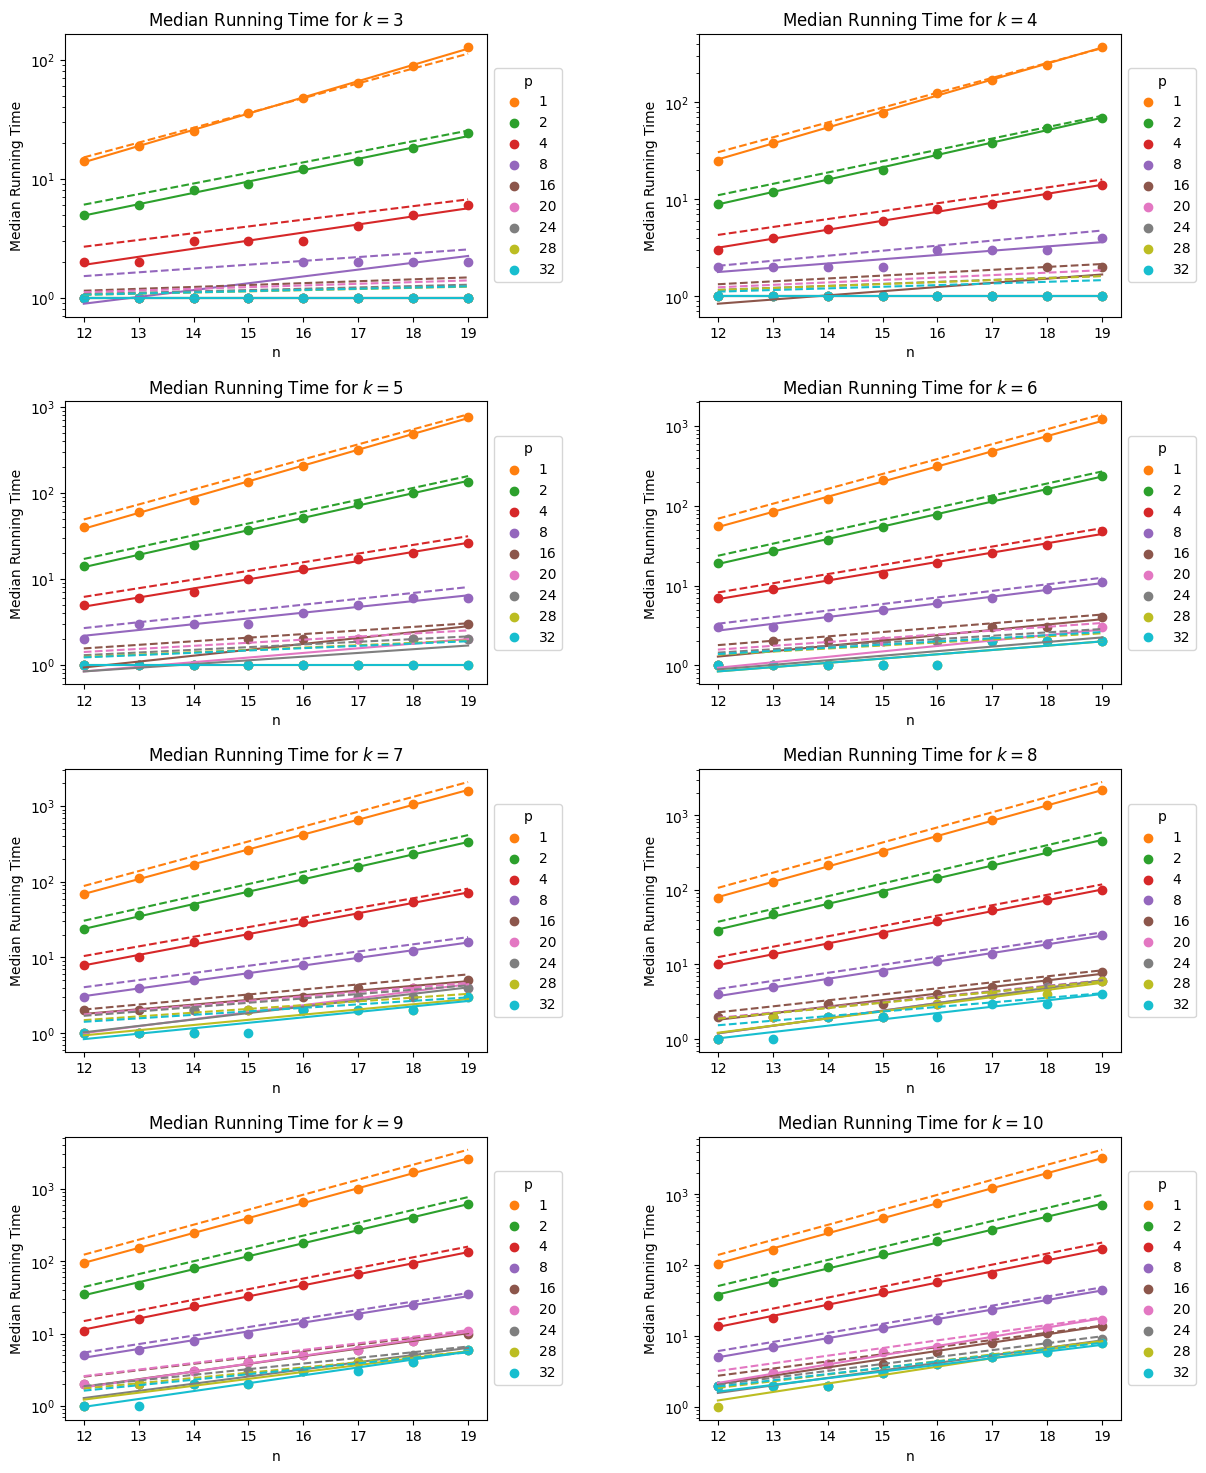 Median Running Time for k = 3
Median Running Time
10²
10¹
10⁰
12 13 14 15 16 17 18 19
n
p
1
2
4
8
16
20
24
28
32
Median Running Time for k = 4
Median Running Time
10²
10¹
10⁰
12 13 14 15 16 17 18 19
n
p
1
2
4
8
16
20
24
28
32
Median Running Time for k = 5
Median Running Time
10³
10²
10¹
10⁰
12 13 14 15 16 17 18 19
n
p
1
2
4
8
16
20
24
28
32
Median Running Time for k = 6
Median Running Time
10³
10²
10¹
10⁰
12 13 14 15 16 17 18 19
n
p
1
2
4
8
16
20
24
28
32
Median Running Time for k = 7
Median Running Time
10³
10²
10¹
10⁰
12 13 14 15 16 17 18 19
n
p
1
2
4
8
16
20
24
28
32
Median Running Time for k = 8
Median Running Time
10³
10²
10¹
10⁰
12 13 14 15 16 17 18 19
n
p
1
2
4
8
16
20
24
28
32
Median Running Time for k = 9
Median Running Time
10³
10²
10¹
10⁰
12 13 14 15 16 17 18 19
n
p
1
2
4
8
16
20
24
28
32
Median Running Time for k = 10
Median Running Time
10³
10²
10¹
10⁰
12 13 14 15 16 17 18 19
n
p
1
2
4
8
16
20
24
28
32